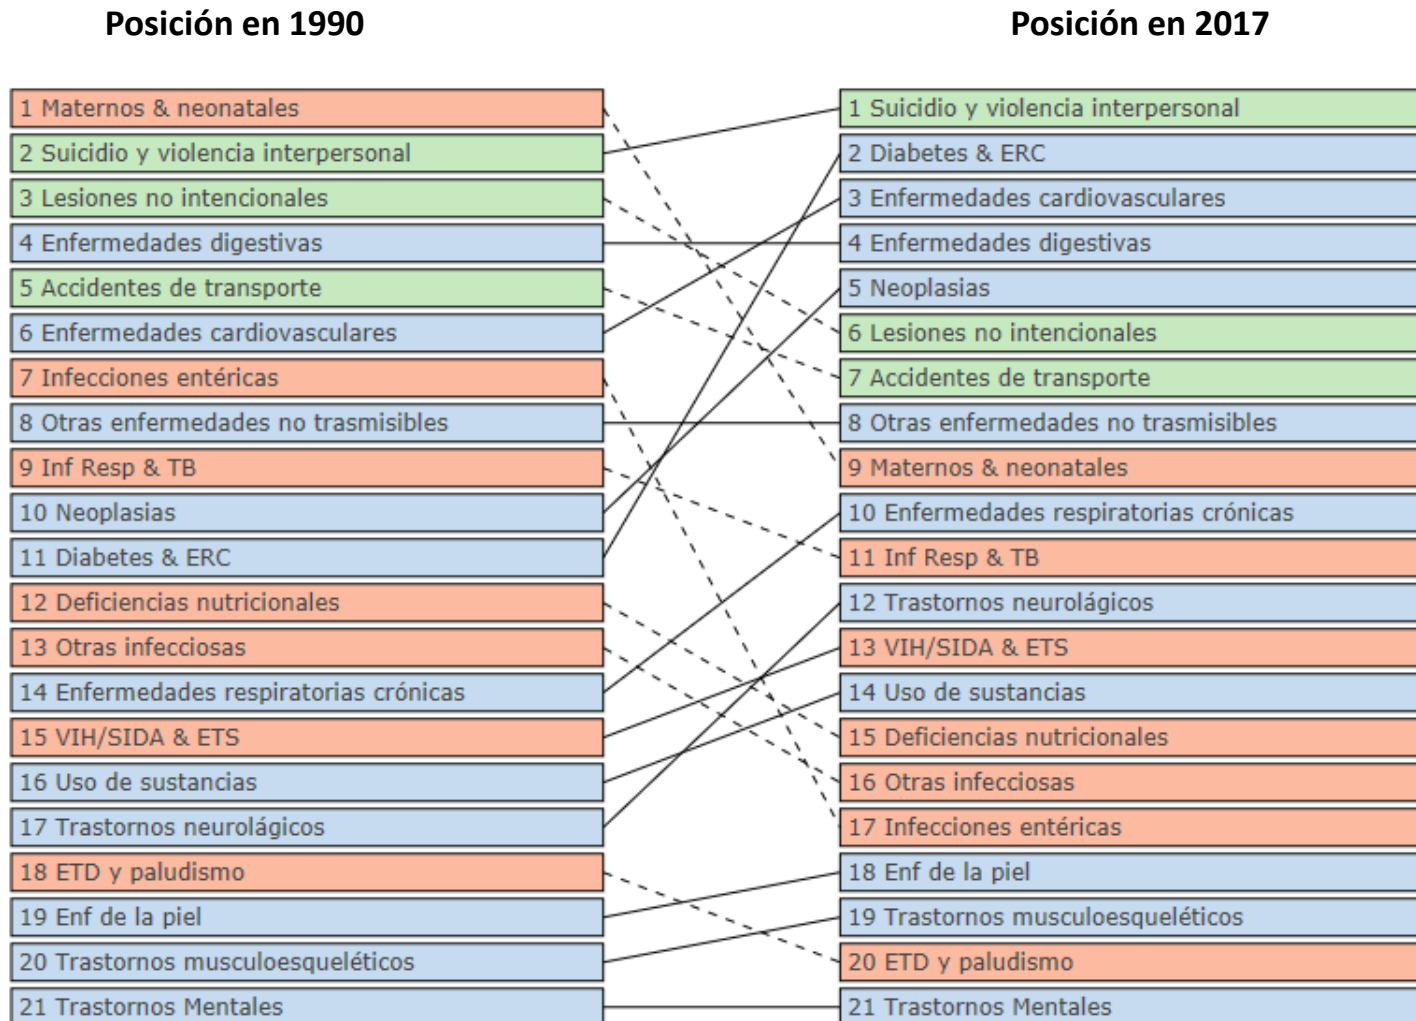 Posición en 1990
Posición en 2017
1 Maternos & neonatales
2 Suicidio y violencia interpersonal
3 Lesiones no intencionales
4 Enfermedades digestivas
5 Accidentes de transporte
6 Enfermedades cardiovasculares
7 Infecciones entéricas
8 Otras enfermedades no trasmisibles
9 Inf Resp & TB
10 Neoplasias
11 Diabetes & ERC
12 Deficiencias nutricionales
13 Otras infecciosas
14 Enfermedades respiratorias crónicas
15 VIH/SIDA & ETS
16 Uso de sustancias
17 Trastornos neurolágicos
18 ETD y paludismo
19 Enf de la piel
20 Trastornos musculoesqueléticos
21 Trastornos Mentales
1 Suicidio y violencia interpersonal
2 Diabetes & ERC
3 Enfermedades cardiovasculares
4 Enfermedades digestivas
5 Neoplasias
6 Lesiones no intencionales
7 Accidentes de transporte
8 Otras enfermedades no trasmisibles
9 Maternos & neonatales
10 Enfermedades respiratorias crónicas
11 Inf Resp & TB
12 Trastornos neurolágicos
13 VIH/SIDA & ETS
14 Uso de sustancias
15 Deficiencias nutricionales
16 Otras infecciosas
17 Infecciones entéricas
18 Enf de la piel
19 Trastornos musculoesqueléticos
20 ETD y paludismo
21 Trastornos Mentales